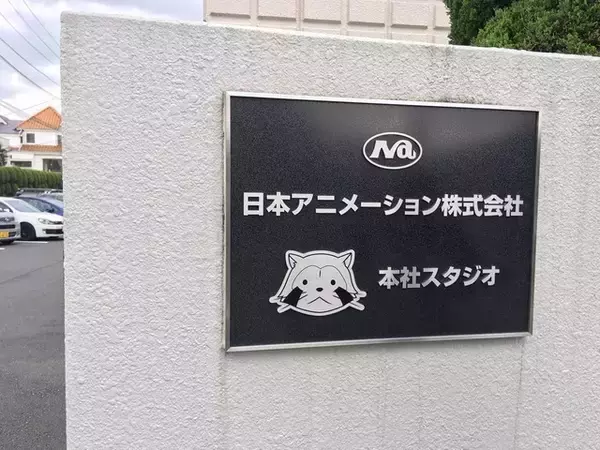 Na
日本アニメーション株式会社
本社スタジオ